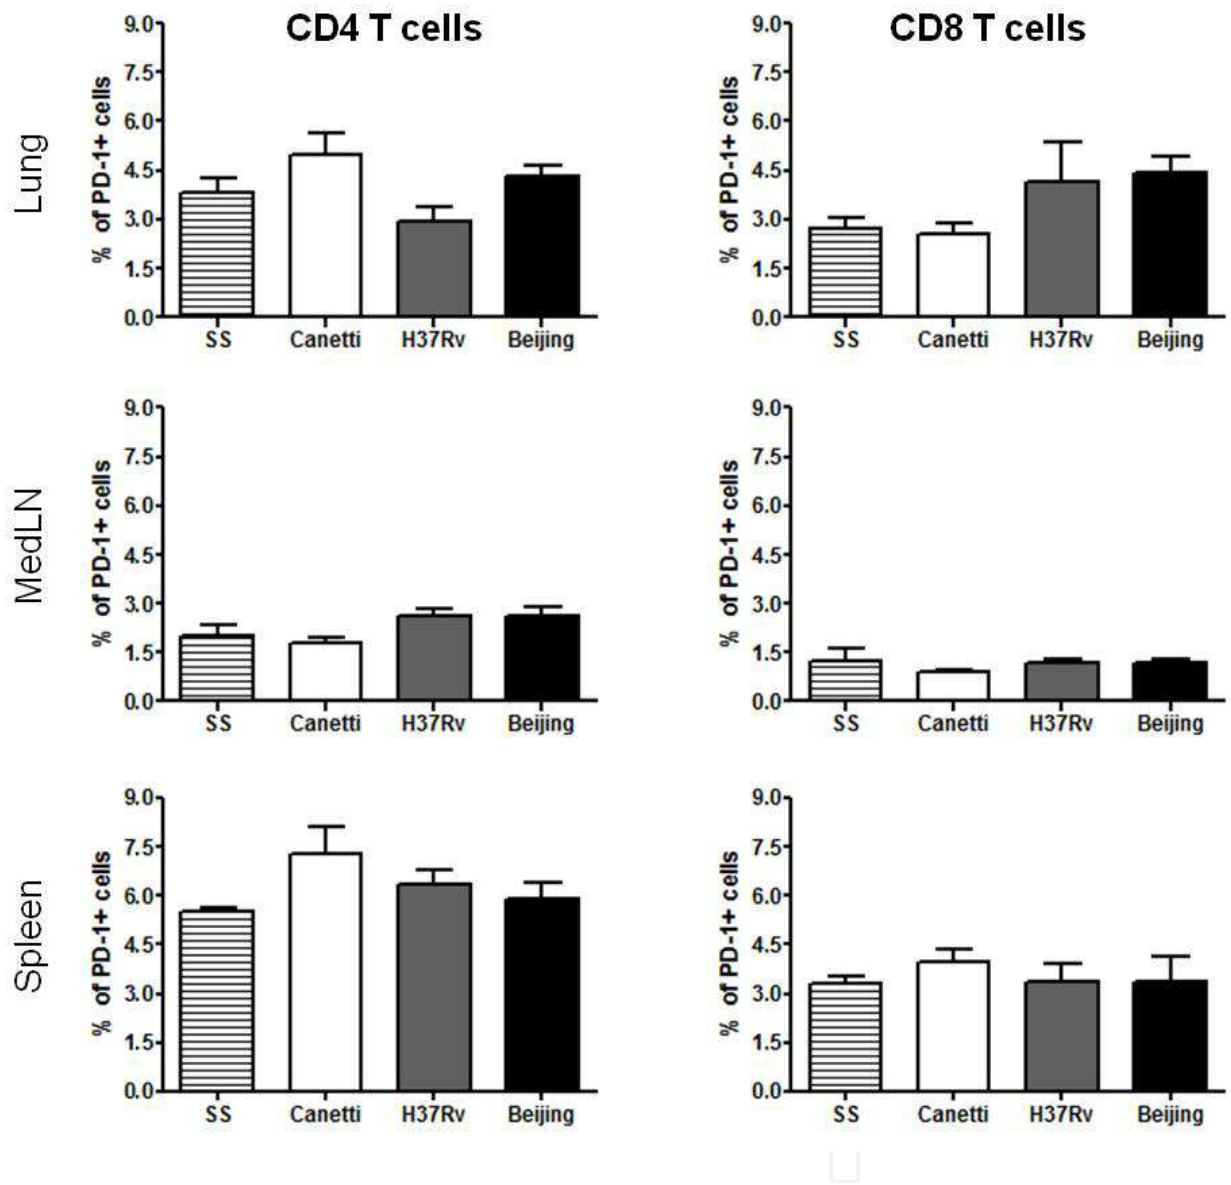 CD4 T cells
CD8 T cells
Lung
% of PD-1+ cells
9.0
7.5
6.0
4.5
3.0
1.5
0.0
SS Canetti H37Rv Beijing
% of PD-1+ cells
9.0
7.5
6.0
4.5
3.0
1.5
0.0
SS Canetti H37Rv Beijing
MedLN
% of PD-1+ cells
9.0
7.5
6.0
4.5
3.0
1.5
0.0
SS Canetti H37Rv Beijing
% of PD-1+ cells
9.0
7.5
6.0
4.5
3.0
1.5
0.0
SS Canetti H37Rv Beijing
Spleen
% of PD-1+ cells
9.0
7.5
6.0
4.5
3.0
1.5
0.0
SS Canetti H37Rv Beijing
% of PD-1+ cells
9.0
7.5
6.0
4.5
3.0
1.5
0.0
SS Canetti H37Rv Beijing